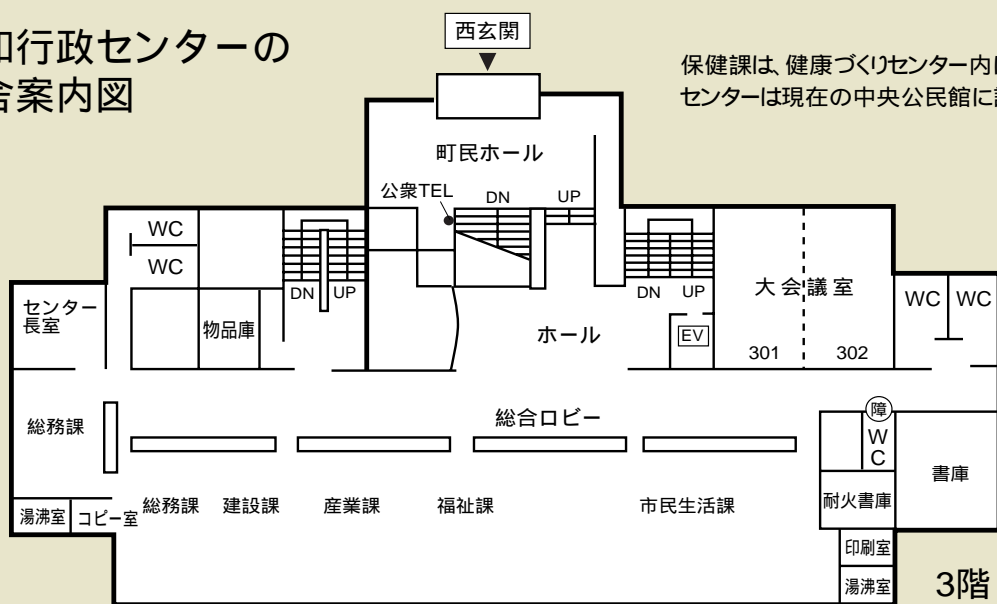 和行政センターの
舎案内図
西玄関
保健課は、健康づくりセンター内に
センターは現在の中央公民館に設
町民ホール
公衆TEL
DN
UP
WC
WC
DN
UP
DN
UP
センター
長室
物品庫
ホール
EV
大会議室
301
302
WC
WC
総務課
総合ロビー
障
W
C
書庫
湯沸室
コピー室
総務課
建設課
産業課
福祉課
市民生活課
耐火書庫
印刷室
湯沸室
3階